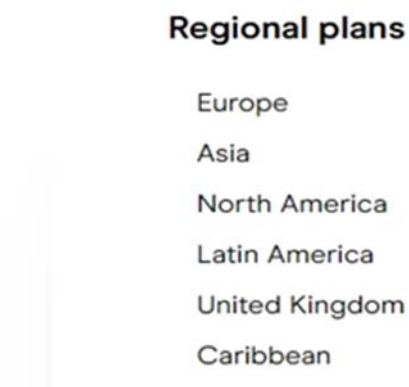 Regional plans
Europe
Asia
North America
Latin America
United Kingdom
Caribbean